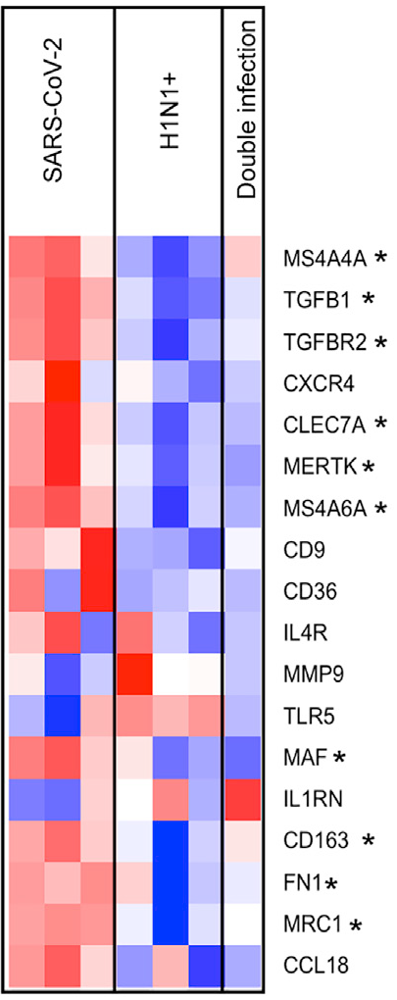 SARS-CoV-2
H1N1+
Double infection
MS4A4A *
TGFB1 *
TGFBR2 *
CXCR4
CLEC7A *
MERTK *
MS4A6A *
CD9
CD36
IL4R
MMP9
TLR5
MAF *
IL1RN
CD163 *
FN1*
MRC1 *
CCL18